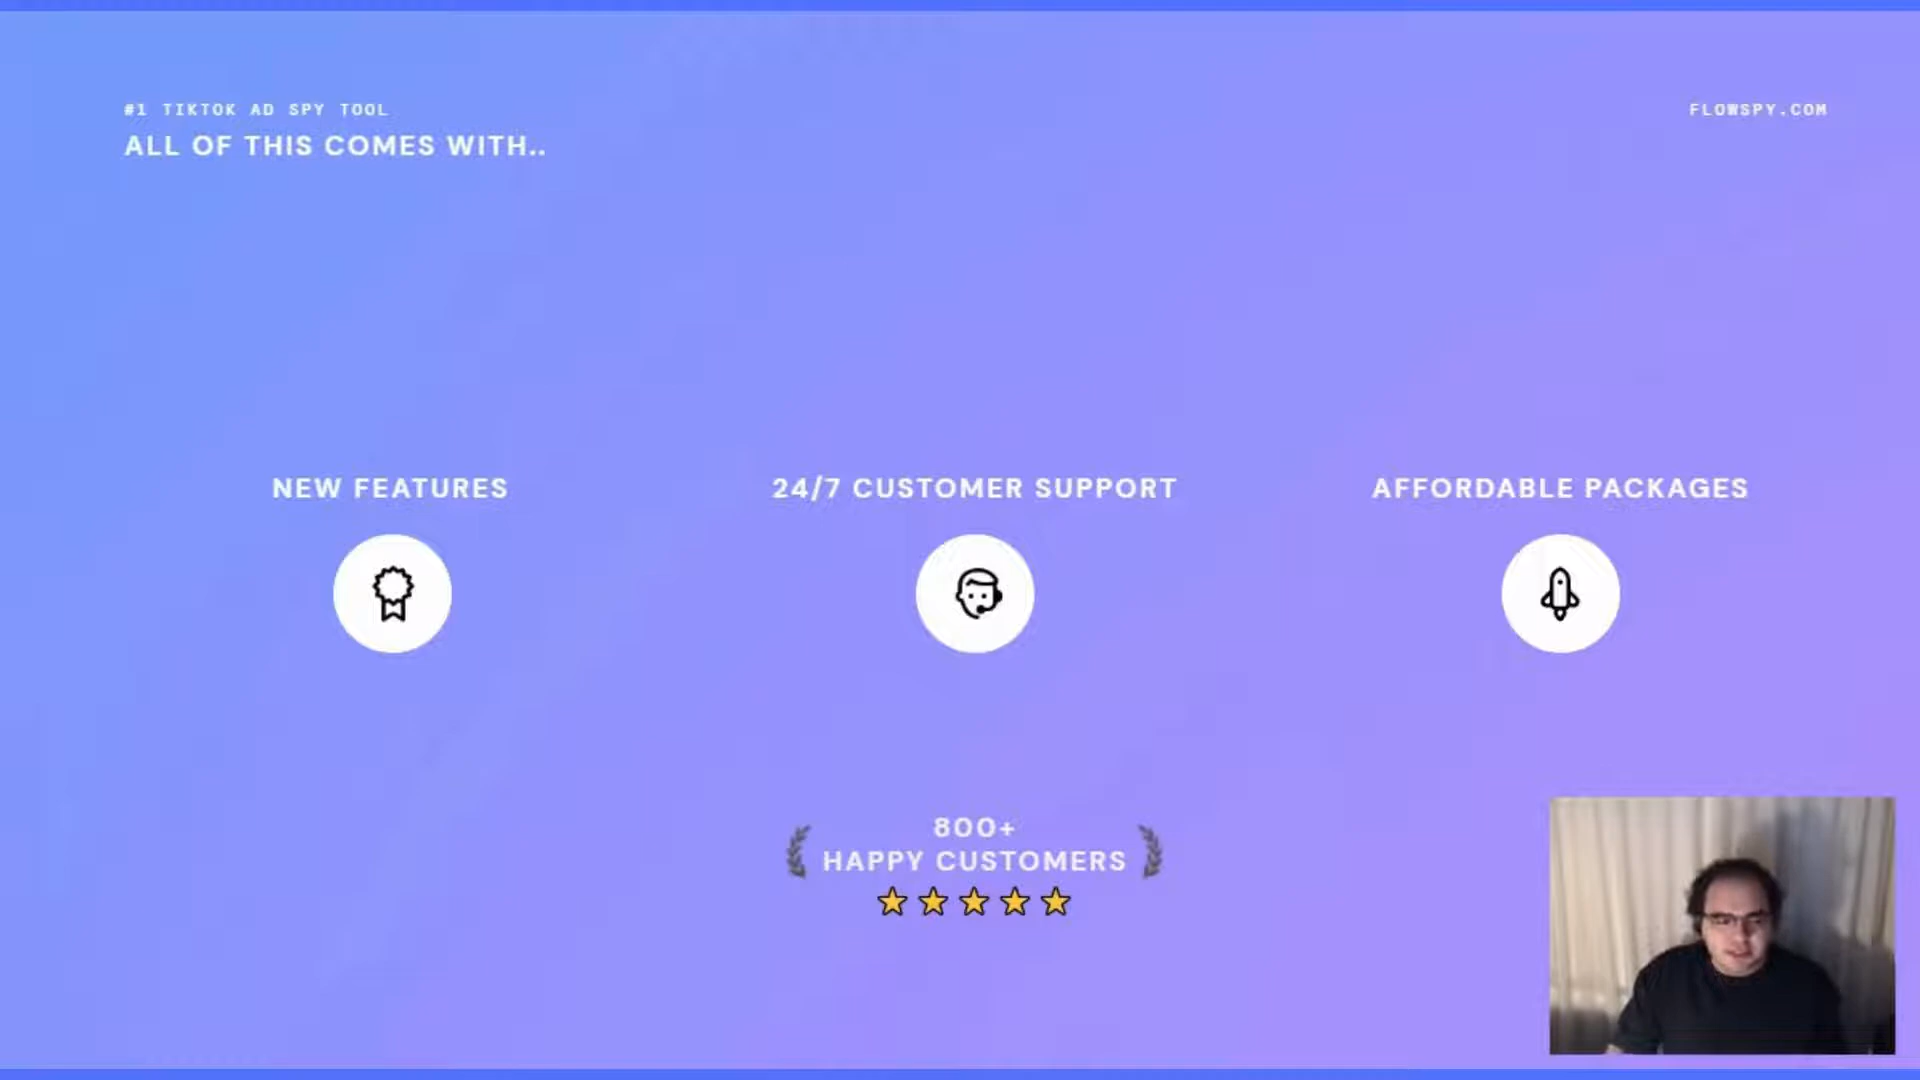 #1 TIKTOK AD SPY TOOL
FLOWSPY.COM
ALL OF THIS COMES WITH..
NEW FEATURES
24/7 CUSTOMER SUPPORT
AFFORDABLE PACKAGES
800+
HAPPY CUSTOMERS